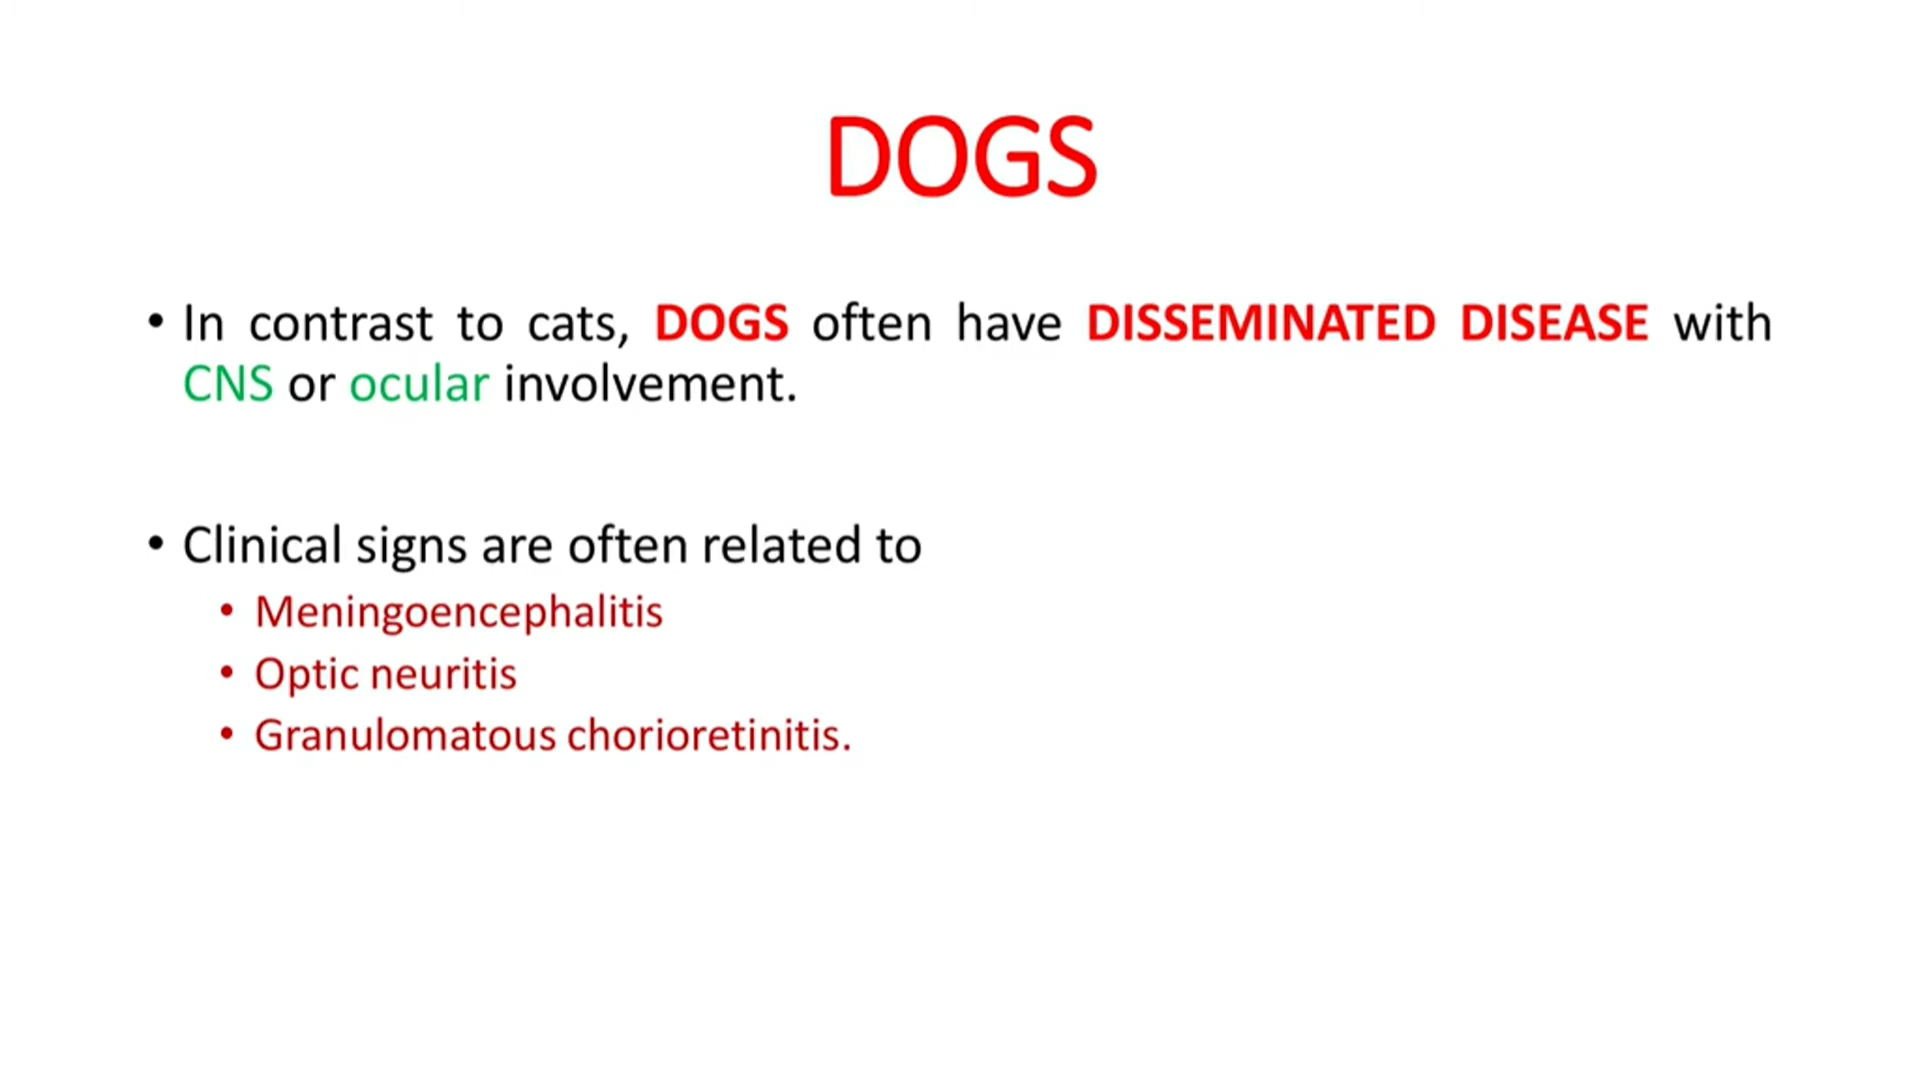 DOGS
• In contrast to cats, DOGS often have DISSEMINATED DISEASE with
CNS or ocular involvement.
• Clinical signs are often related to
• Meningoencephalitis
• Optic neuritis
• Granulomatous chorioretinitis.